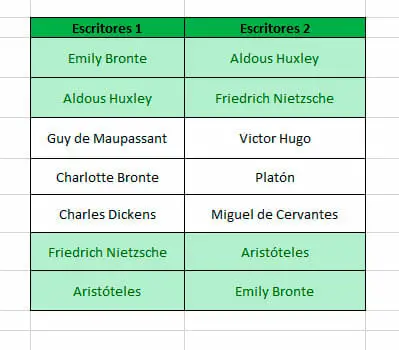 Escritores 1 Escritores 2
Emily Bronte Aldous Huxley
Aldous Huxley Friedrich Nietzsche
Guy de Maupassant Victor Hugo
Charlotte Bronte Platón
Charles Dickens Miguel de Cervantes
Friedrich Nietzsche Aristóteles
Aristóteles Emily Bronte